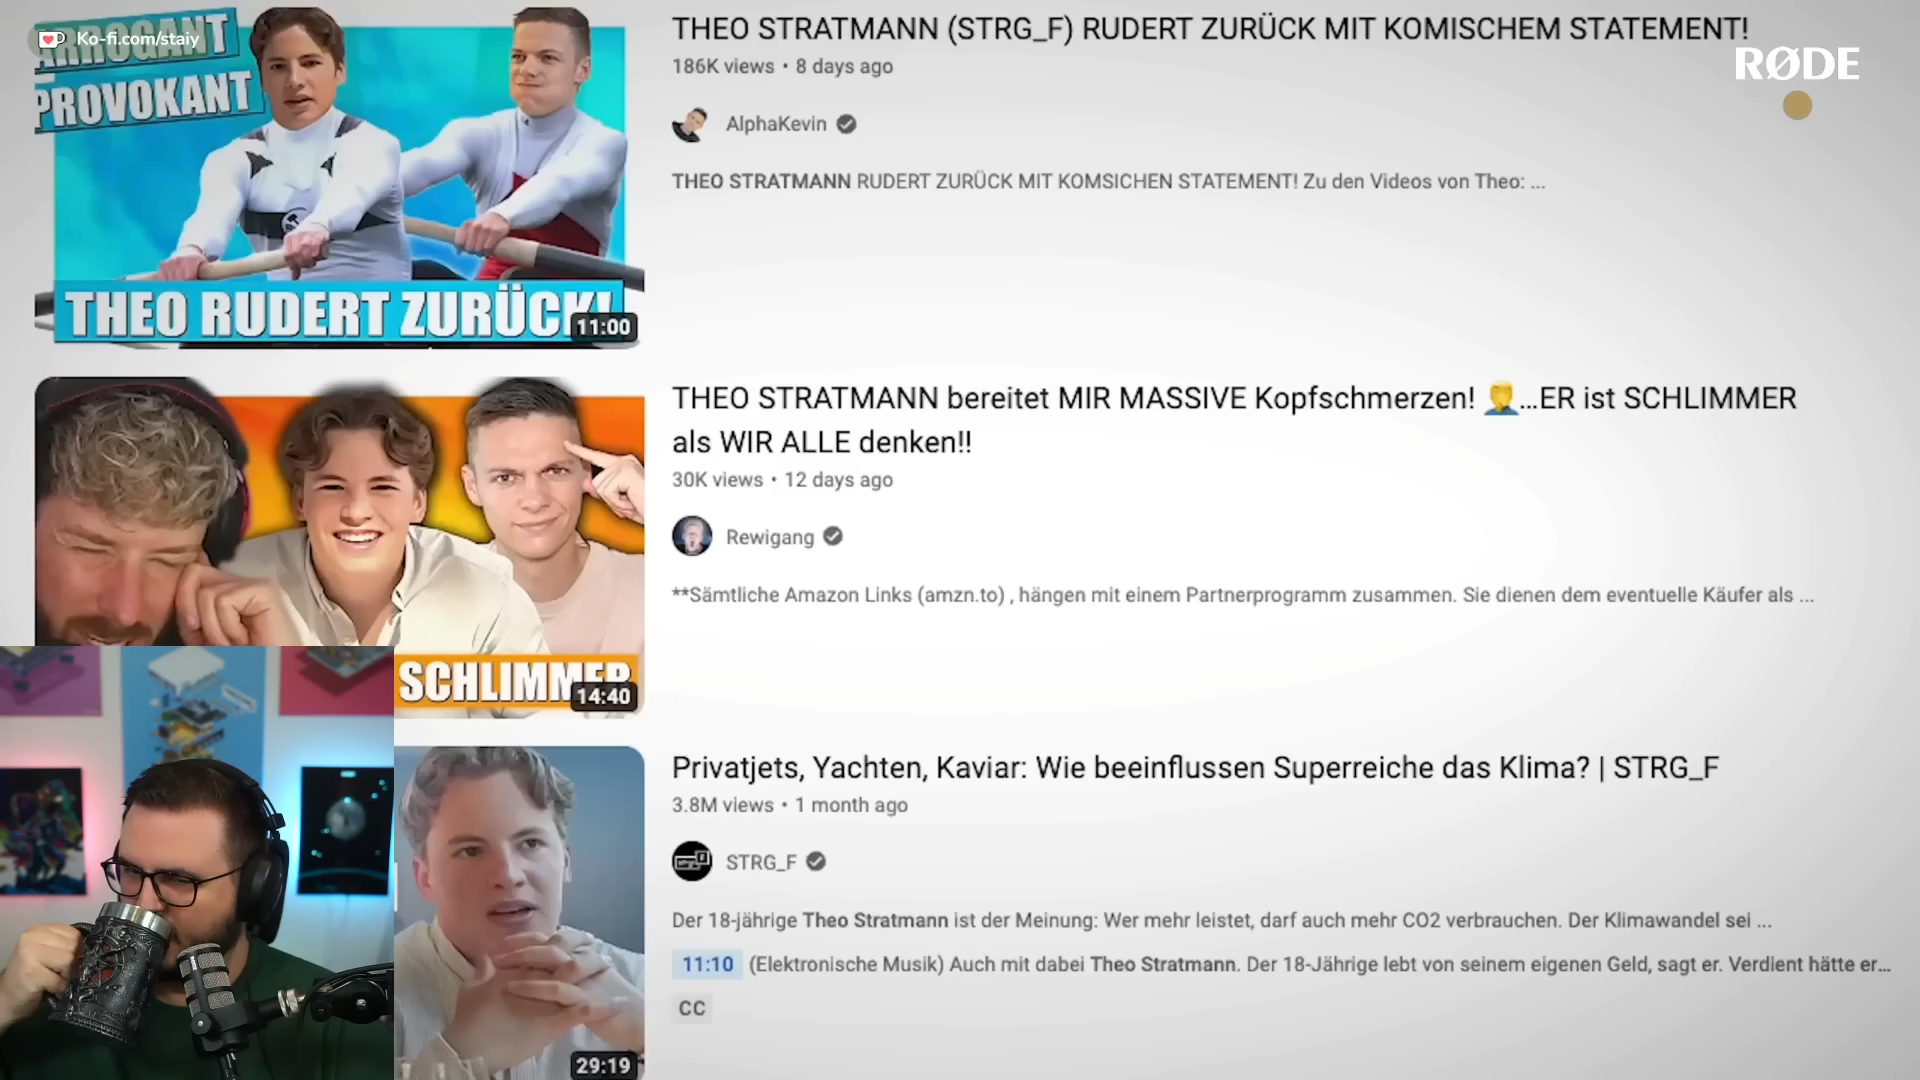 Ko-fi.com/staiy
ARROGANT
PROVOKANT
THEO RUDERT ZURÜCK!
11:00
THEO STRATMANN (STRG_F) RUDERT ZURÜCK MIT KOMISCHEM STATEMENT!
186K views • 8 days ago
AlphaKevin
THEO STRATMANN RUDERT ZURÜCK MIT KOMSICHEN STATEMENT! Zu den Videos von Theo: ...
RØDE
SCHLIMMER
14:40
THEO STRATMANN bereitet MIR MASSIVE Kopfschmerzen! 🤦‍♂️...ER ist SCHLIMMER
als WIR ALLE denken!!
30K views • 12 days ago
Rewigang
**Sämtliche Amazon Links (amzn.to) , hängen mit einem Partnerprogramm zusammen. Sie dienen dem eventuelle Käufer als ...
29:19
Privatjets, Yachten, Kaviar: Wie beeinflussen Superreiche das Klima? | STRG_F
3.8M views • 1 month ago
STRG_F
Der 18-jährige Theo Stratmann ist der Meinung: Wer mehr leistet, darf auch mehr CO2 verbrauchen. Der Klimawandel sei ...
11:10 (Elektronische Musik) Auch mit dabei Theo Stratmann. Der 18-Jährige lebt von seinem eigenen Geld, sagt er. Verdient hätte er...
CC